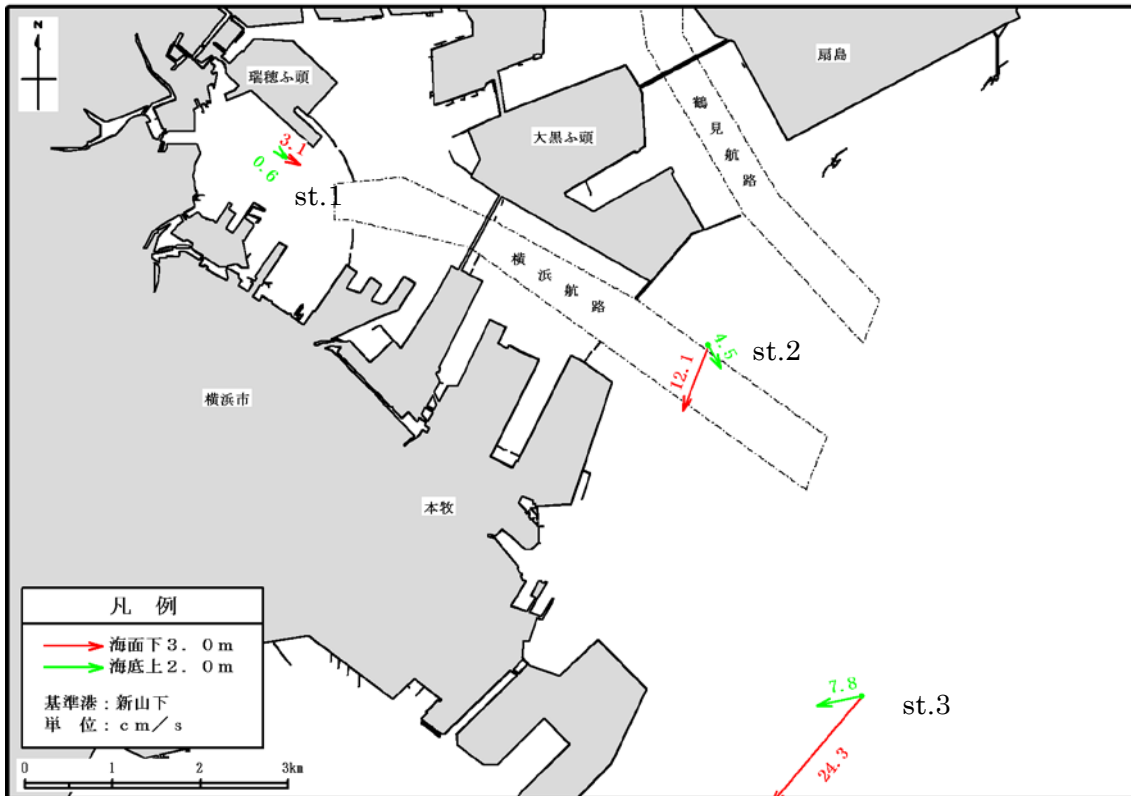 N
瑞穂ふ頭
扇島
大黒ふ頭
鶴見航路
3.1
0.6
st.1
横浜航路
4.5
st.2
12.1
横浜市
本牧
凡 例
海面下3．0m
海底上2．0m
基準港：新山下
単 位：cm／s
7.8
st.3
24.3
0 1 2 3km